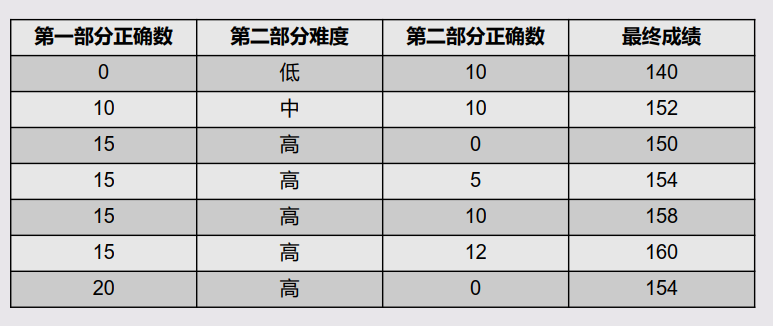 第一部分正确数 第二部分难度 第二部分正确数 最终成绩
0 低 10 140
10 中 10 152
15 高 0 150
15 高 5 154
15 高 10 158
15 高 12 160
20 高 0 154